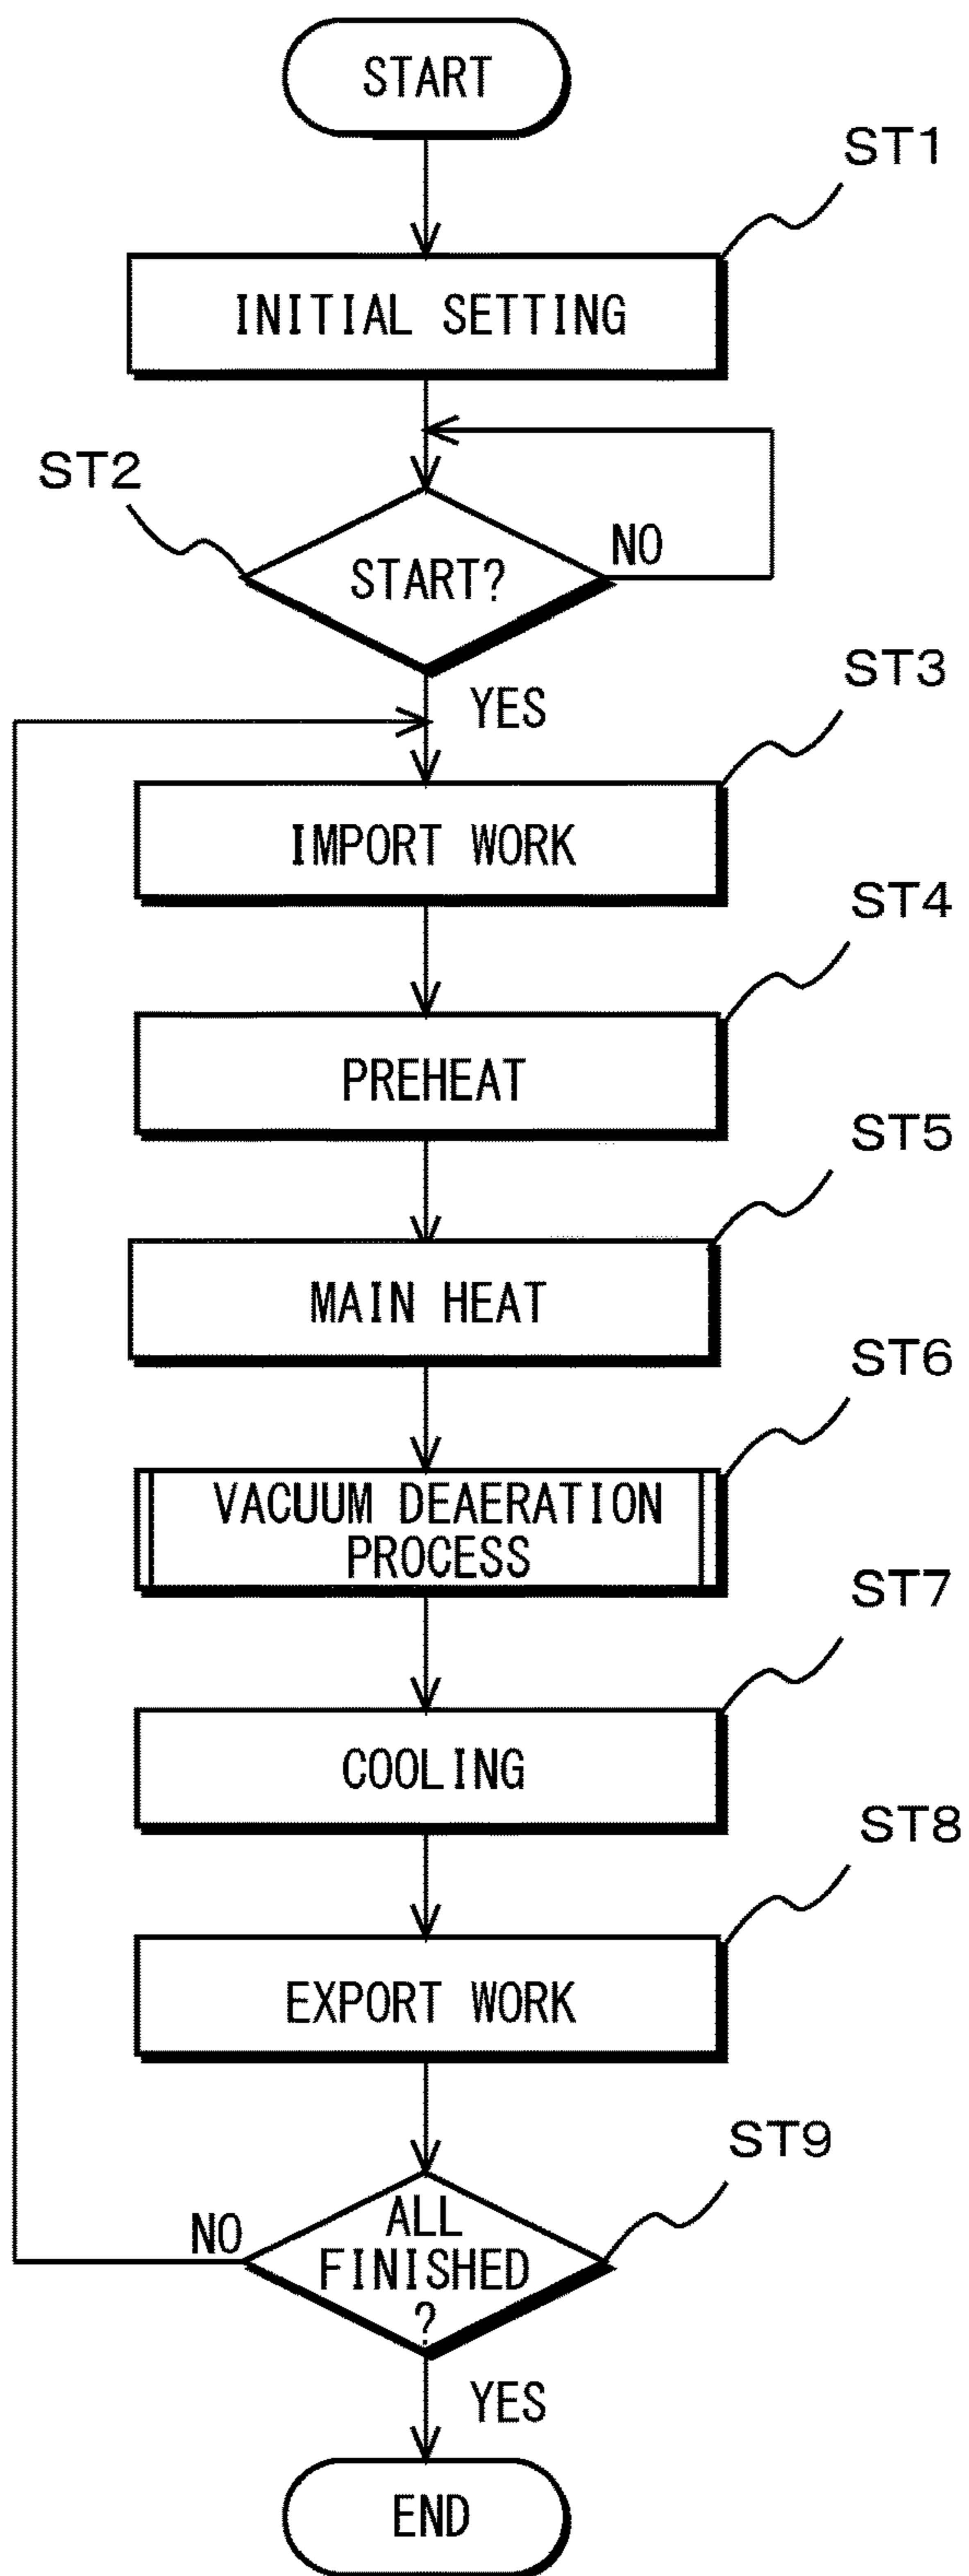 START
ST1
INITIAL SETTING
ST2
START?
NO
YES
ST3
IMPORT WORK
ST4
PREHEAT
ST5
MAIN HEAT
ST6
VACUUM DEAERATION
PROCESS
ST7
COOLING
ST8
EXPORT WORK
ST9
NO
ALL
FINISHED
?
YES
END